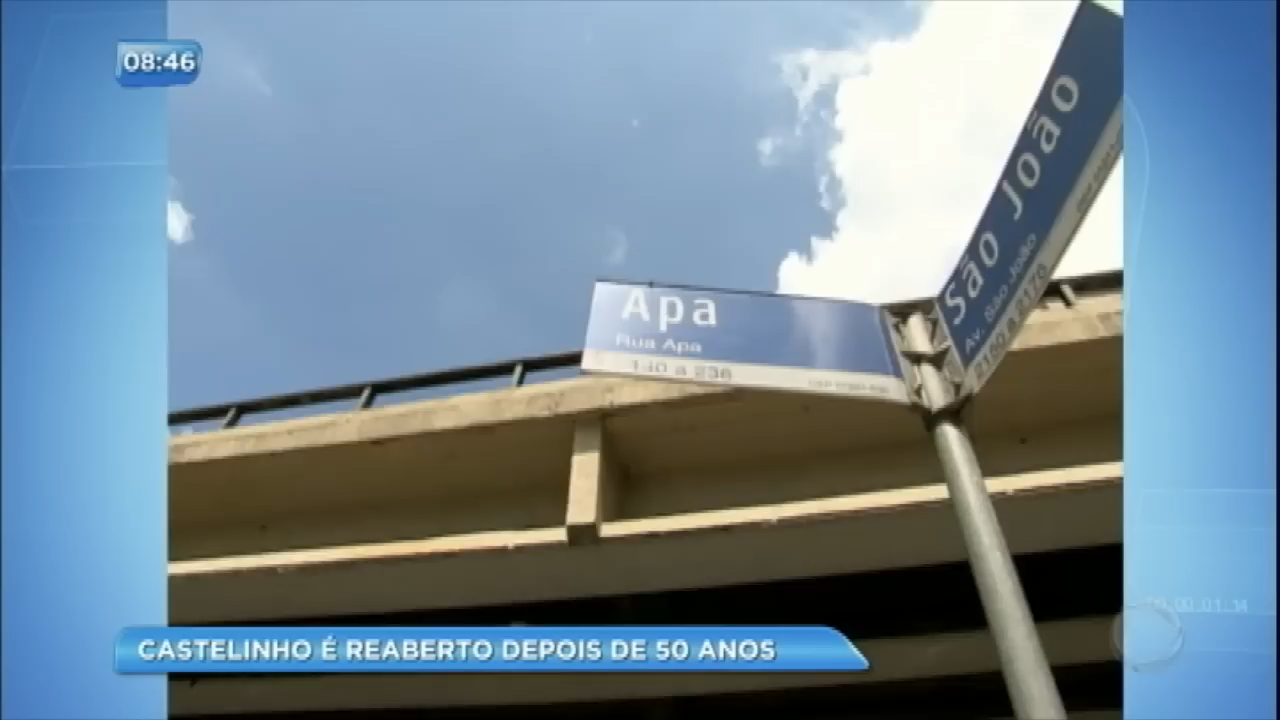 08:46
São João
Av. São João
2150 a 2170
Apa
Rua Apa
140 a 236
CASTELINHO É REABERTO DEPOIS DE 50 ANOS